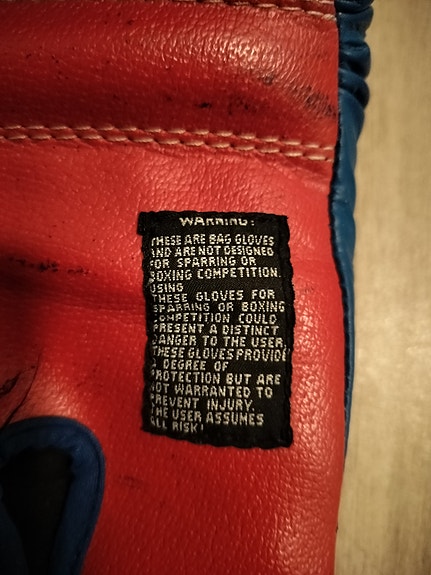 WARNING:
THESE ARE BAG GLOVES
AND ARE NOT DESIGNED
FOR SPARRING OR
BOXING COMPETITION.
USING
THESE GLOVES FOR
SPARRING OR BOXING
COMPETITION COULD
PRESENT A DISTINCT
DANGER TO THE USER.
THESE GLOVES PROVIDE
A DEGREE OF
PROTECTION BUT ARE
NOT WARRANTED TO
PREVENT INJURY.
THE USER ASSUMES
ALL RISK!